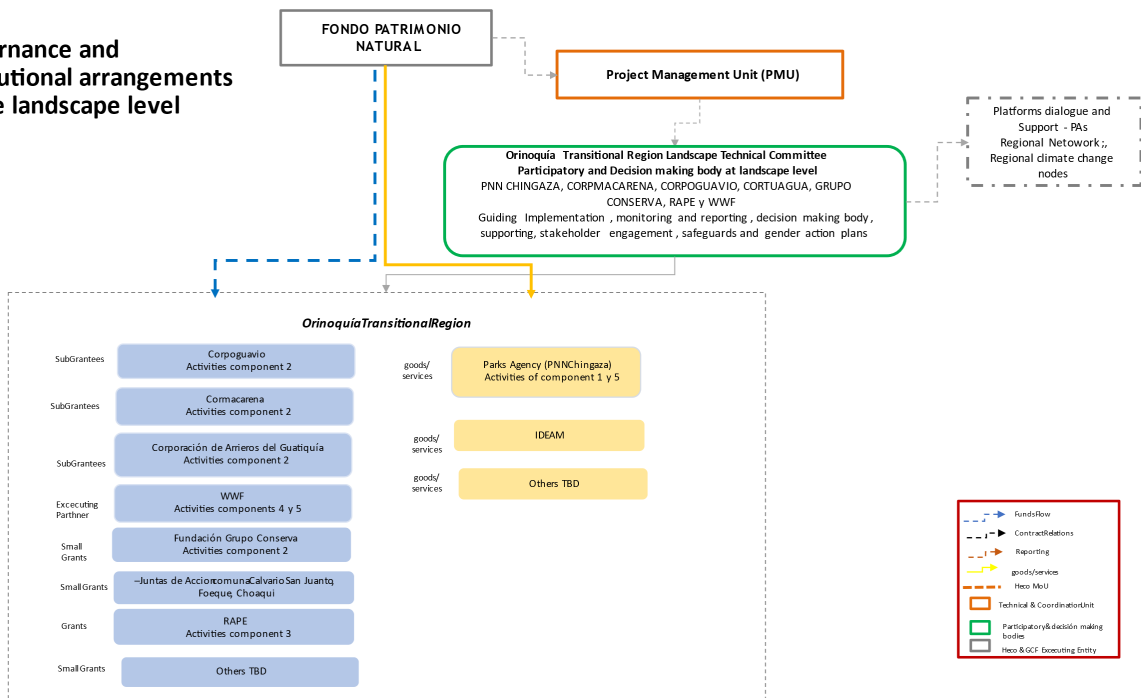 rnance and
utional arrangements
e landscape level
FONDO PATRIMONIO
NATURAL
Project Management Unit (PMU)
Platforms dialogue and
Support - PAs
Regional Netowork;,
Regional climate change
nodes
Orinoquía Transitional Region Landscape Technical Committee
Participatory and Decision making body at landscape level
PNN CHINGAZA, CORPMACARENA, CORPOGUAVIO, CORTUAGUA, GRUPO
CONSERVA, RAPE y WWF
Guiding Implementation , monitoring and reporting , decision making body,
supporting, stakeholder engagement , safeguards and gender action plans
OrinoquíaTransitionalRegion
SubGrantees
Corpoguavio
Activities component 2
SubGrantees
Cormacarena
Activities component 2
SubGrantees
Corporación de Arrieros del Guatiquía
Activities component 2
Excecuting
Parthner
WWF
Activities components 4 y 5
Small
Grants
Fundación Grupo Conserva
Activities component 2
SmallGrants
–Juntas de AccioncomunaCalvarioSan Juanto,
Foeque, Choaqui
Grants
RAPE
Activities component 3
SmallGrants
Others TBD
goods/
services
Parks Agency (PNNChingaza)
Activities of component 1 y 5
goods/
services
IDEAM
goods/
services
Others TBD
FundsFlow
ContractRelations
Reporting
goods/services
Heco MoU
Technical & CoordinationUnit
Participatory&decisión making
bodies
Heco &GCF Excecuting Entity